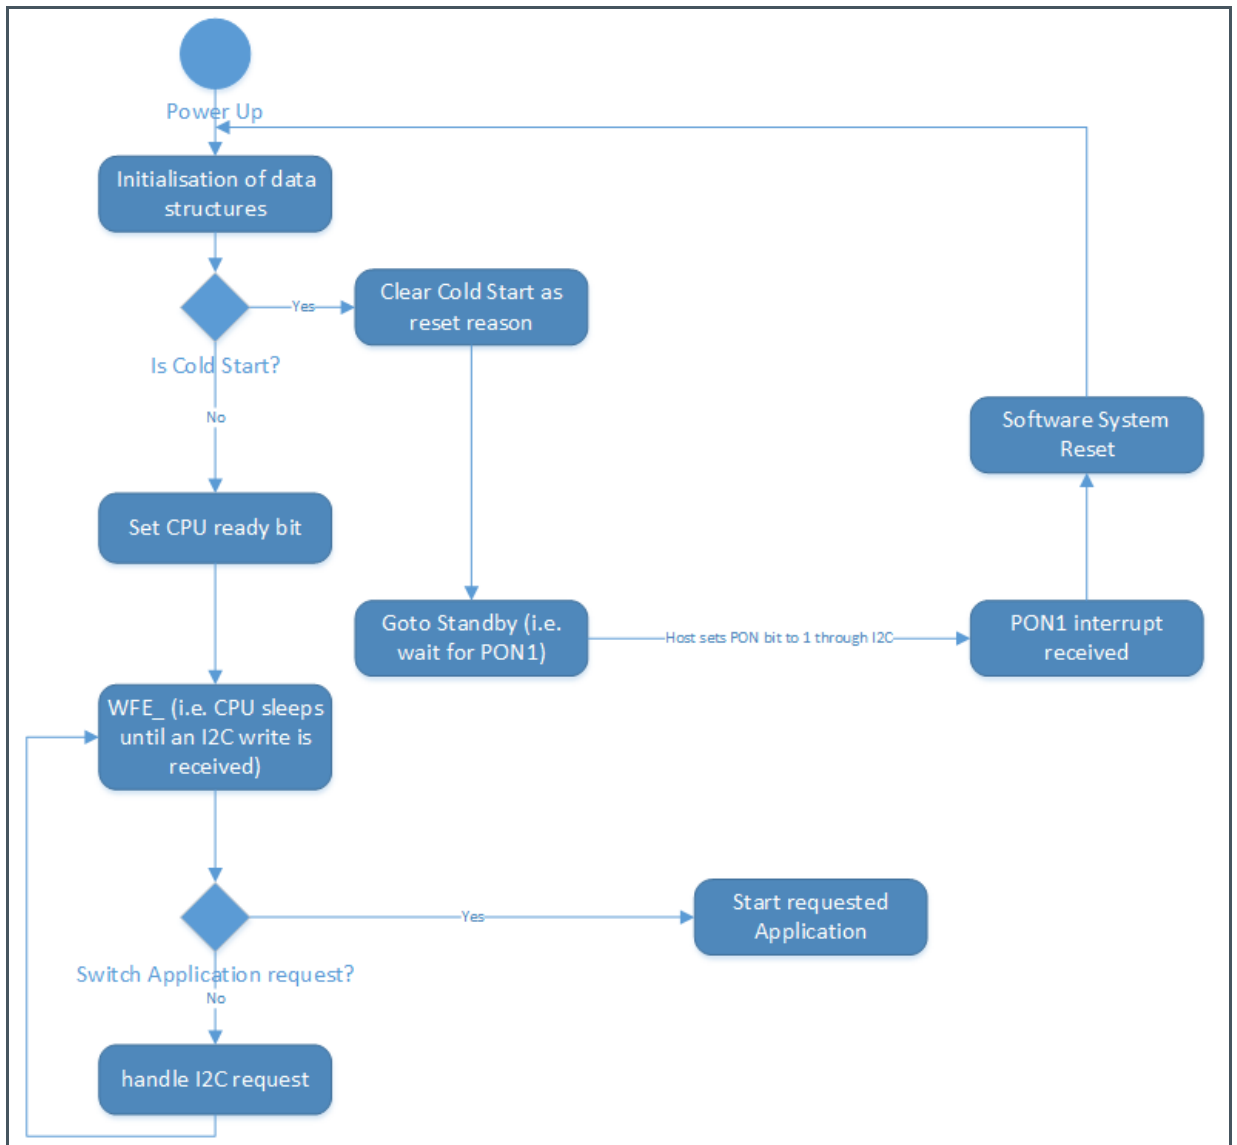 Power Up
Initialisation of data
structures
Yes
Clear Cold Start as
reset reason
Is Cold Start?
No
Software System
Reset
Set CPU ready bit
Goto Standby (i.e.
wait for PON1)
Host sets PON bit to 1 through I2C
PON1 interrupt
received
WFE_ (i.e. CPU sleeps
until an I2C write is
received)
Yes
Start requested
Application
Switch Application request?
No
handle I2C request